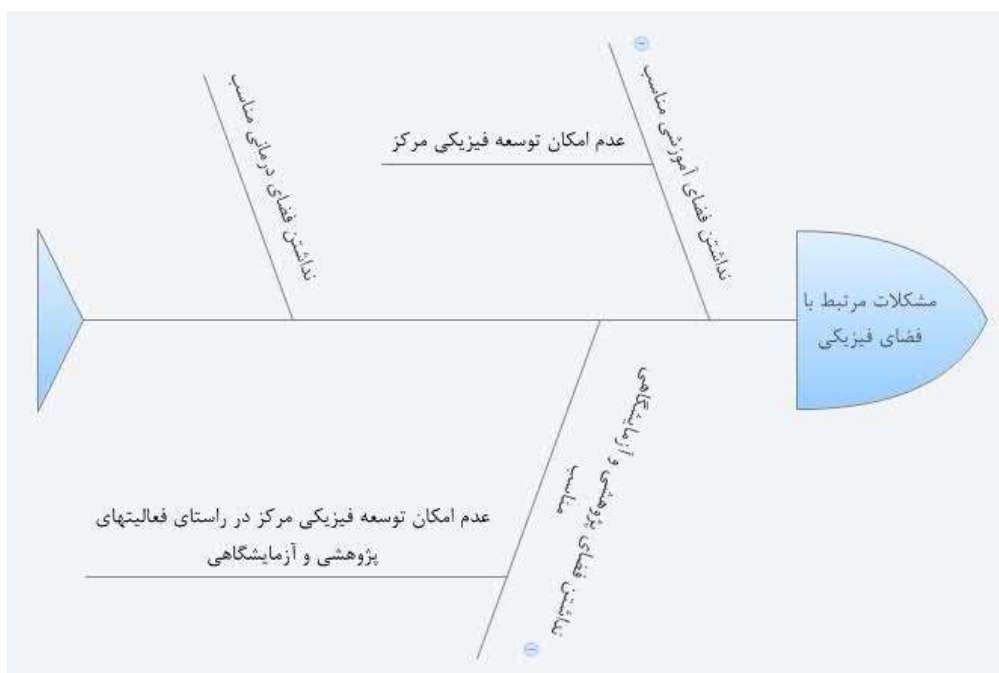 نداشتن فضای آموزشی مناسب
عدم امکان توسعه فیزیکی مرکز
نداشتن فضای درمانی مناسب
مشکلات مرتبط با
فضای فیزیکی
نداشتن فضای پژوهشی و آزمایشگاهی
مناسب
عدم امکان توسعه فیزیکی مرکز در راستای فعالیتهای
پژوهشی و آزمایشگاهی